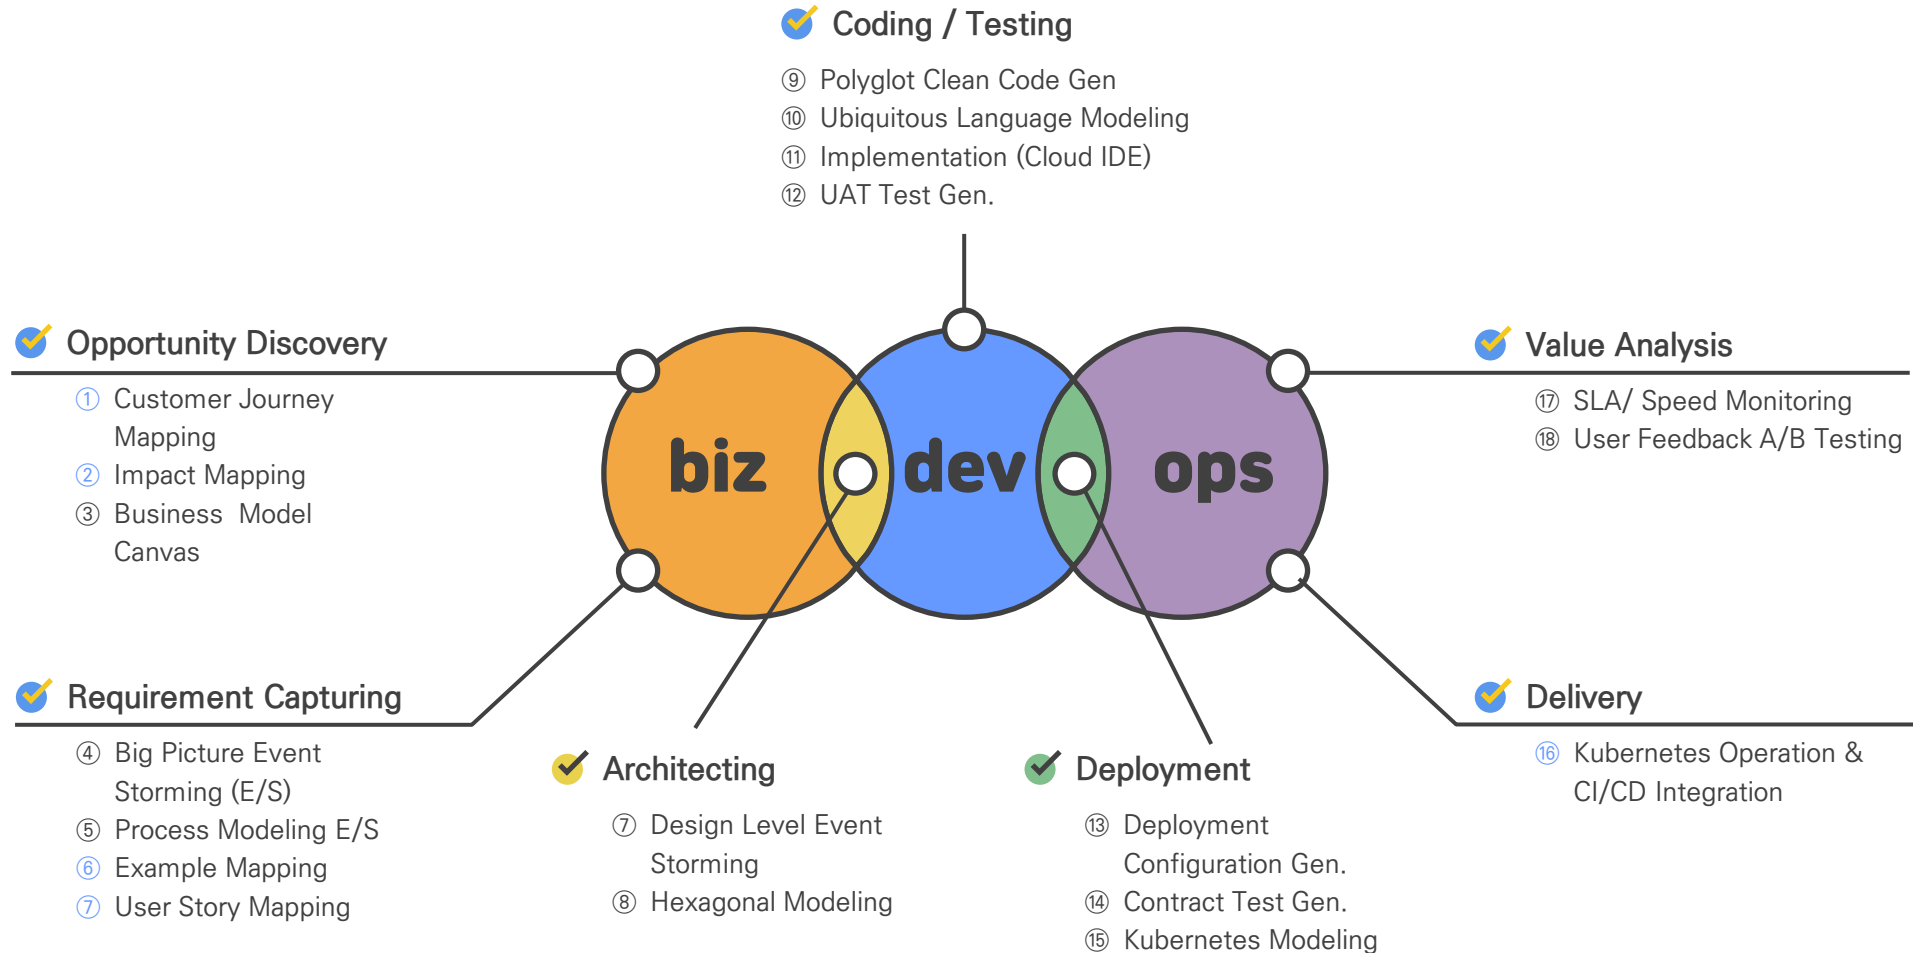 Coding / Testing
⑨ Polyglot Clean Code Gen
⑩ Ubiquitous Language Modeling
⑪ Implementation (Cloud IDE)
⑫ UAT Test Gen.
Opportunity Discovery
① Customer Journey
Mapping
② Impact Mapping
③ Business Model
Canvas
biz
dev
ops
Value Analysis
⑰ SLA/ Speed Monitoring
⑱ User Feedback A/B Testing
Requirement Capturing
④ Big Picture Event
Storming (E/S)
⑤ Process Modeling E/S
⑥ Example Mapping
⑦ User Story Mapping
Architecting
⑦ Design Level Event
Storming
⑧ Hexagonal Modeling
Deployment
⑬ Deployment
Configuration Gen.
⑭ Contract Test Gen.
⑮ Kubernetes Modeling
Delivery
⑯ Kubernetes Operation &
CI/CD Integration